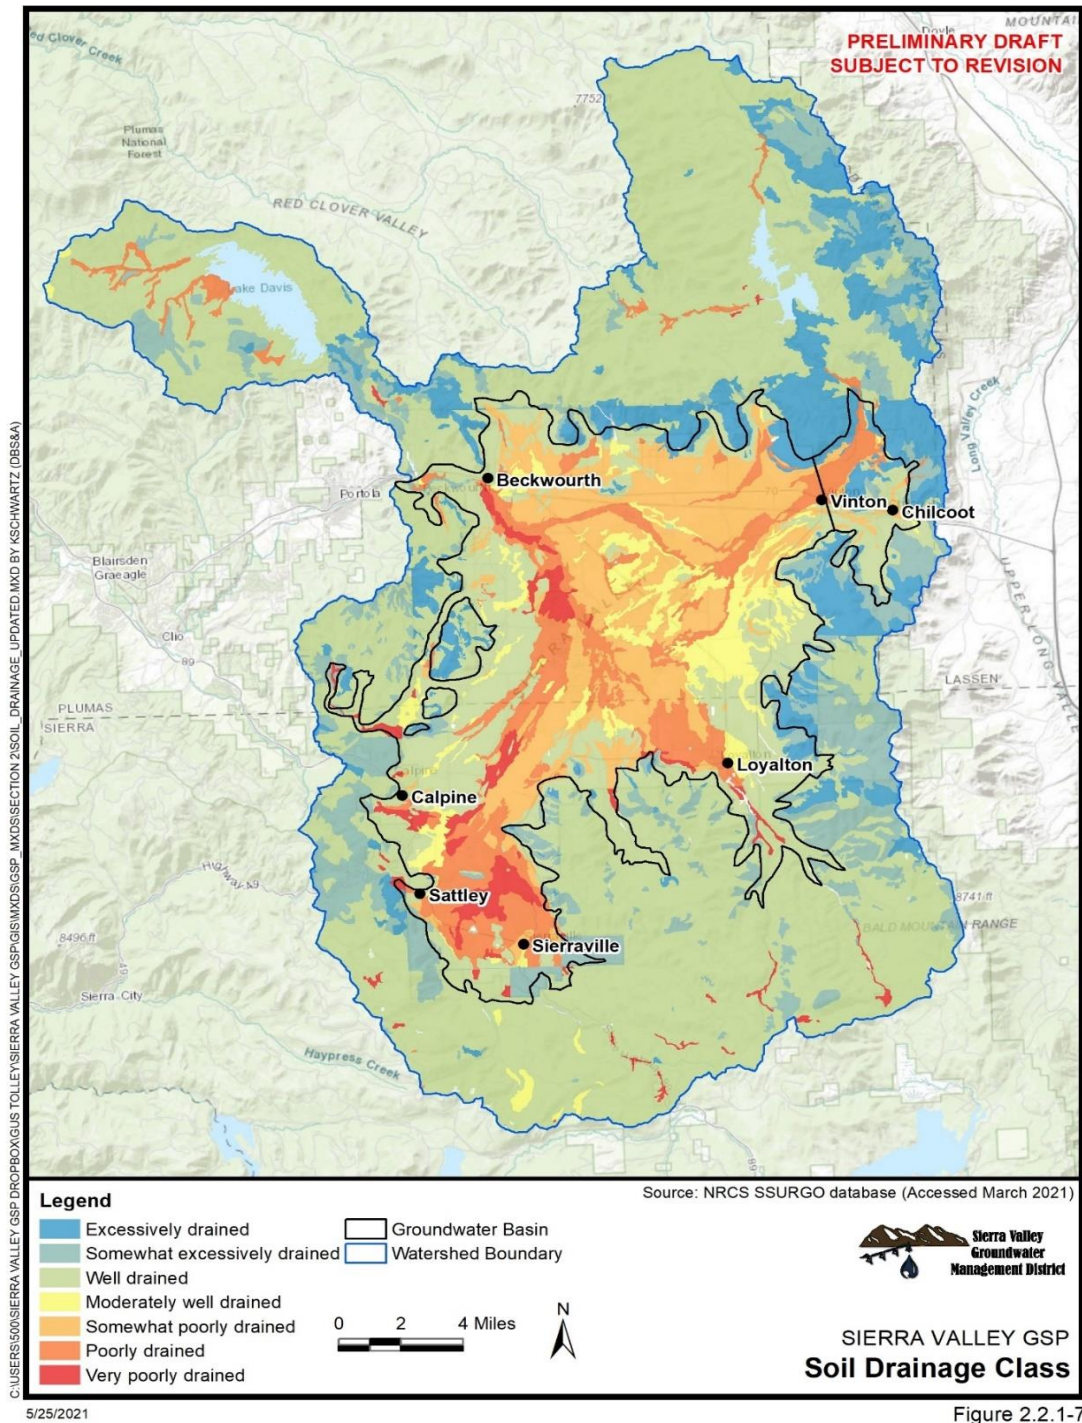 MOUNTAI
Doyle
PRELIMINARY DRAFT
SUBJECT TO REVISION
Red Clover Creek
7752
Plumas
National
Forest
RED CLOVER VALLEY
Lake Davis
Long Valley Creek
Beckwourth
Portola
70
Vinton
Chilcoot
Blairsden
Graeagle
UPPER LONG VALLEY
Clio
89
LASSEN
PLUMAS
SIERRA
Loyalton
Calpine
Highway 49
Sattley
8741 ft
BALD MOUNTAIN RANGE
8496 ft
Sierraville
49
Sierra City
Haypress Creek
89
C:\USERS\500\SIERRA VALLEY GSP DROPBOX\GUS TOLLEY\SIERRA VALLEY GSP\GIS\MXDS\GSP_MXDS\SECTION 2\SOIL_DRAINAGE_UPDATED.MXD BY KSCHWARTZ (DBS&A)
Legend
Source: NRCS SSURGO database (Accessed March 2021)
Excessively drained
Somewhat excessively drained
Well drained
Moderately well drained
Somewhat poorly drained
Poorly drained
Very poorly drained
Groundwater Basin
Watershed Boundary
0 2 4 Miles
N
Sierra Valley
Groundwater
Management District
SIERRA VALLEY GSP
Soil Drainage Class
5/25/2021
Figure 2.2.1-7